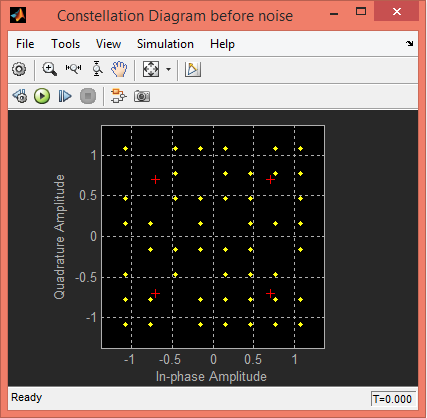 Constellation Diagram before noise
File Tools View Simulation Help
1
0.5
0
-0.5
-1
Quadrature Amplitude
-1 -0.5 0 0.5 1
In-phase Amplitude
Ready T=0.000